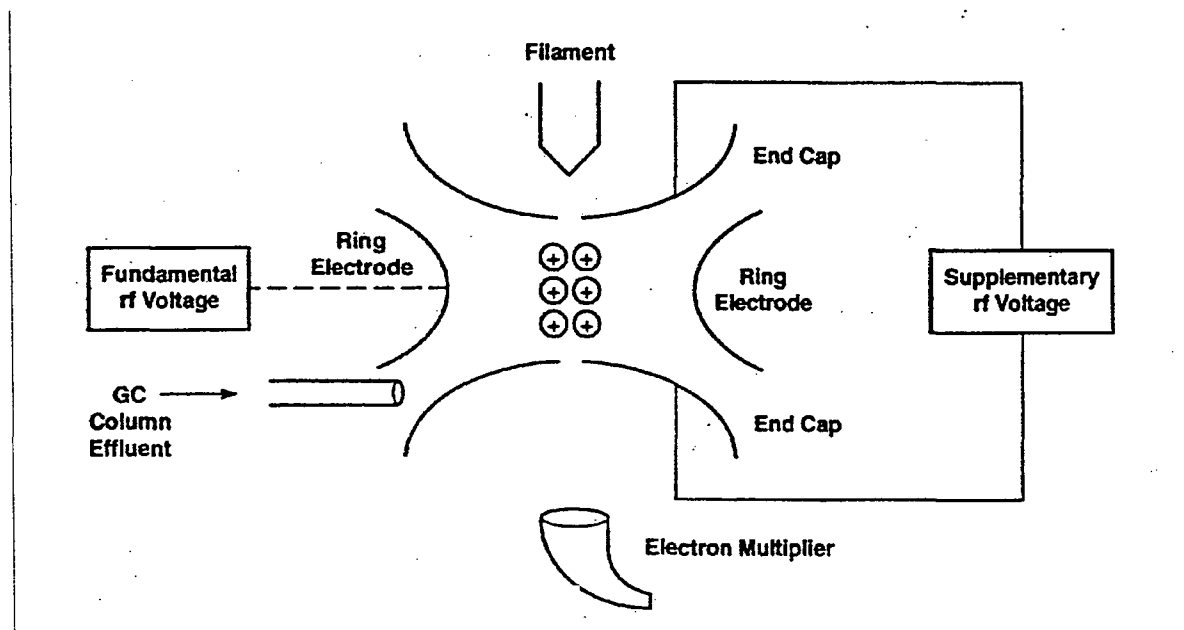 Filament
End Cap
Ring
Electrode
Fundamental
rf Voltage
Ring
Electrode
Supplementary
rf Voltage
GC
Column
Effluent
End Cap
Electron Multiplier